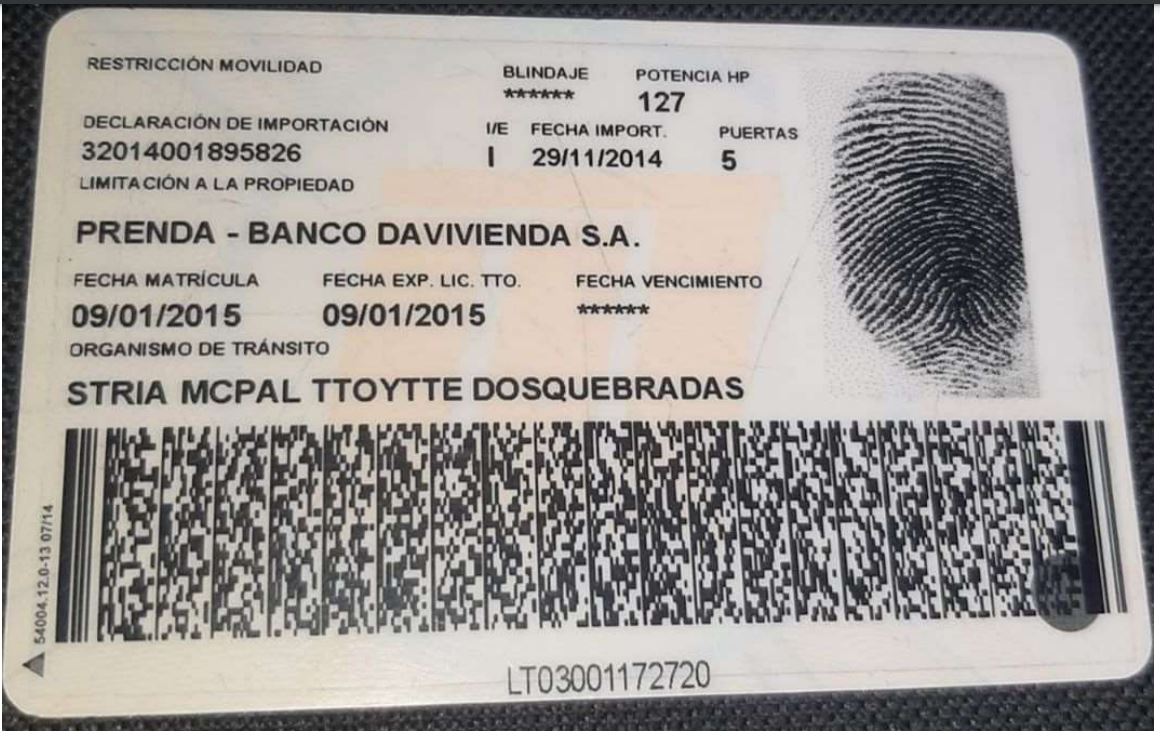 RESTRICCIÓN MOVILIDAD
BLINDAJE POTENCIA HP
****** 127
DECLARACIÓN DE IMPORTACIÓN I/E FECHA IMPORT. PUERTAS
32014001895826 I 29/11/2014 5
LIMITACIÓN A LA PROPIEDAD
PRENDA - BANCO DAVIVIENDA S.A.
FECHA MATRÍCULA FECHA EXP. LIC. TTO. FECHA VENCIMIENTO
09/01/2015 09/01/2015 ******
ORGANISMO DE TRÁNSITO
STRIA MCPAL TTOYTTE DOSQUEBRADAS
54004.12.0-13 07/14
LT03001172720